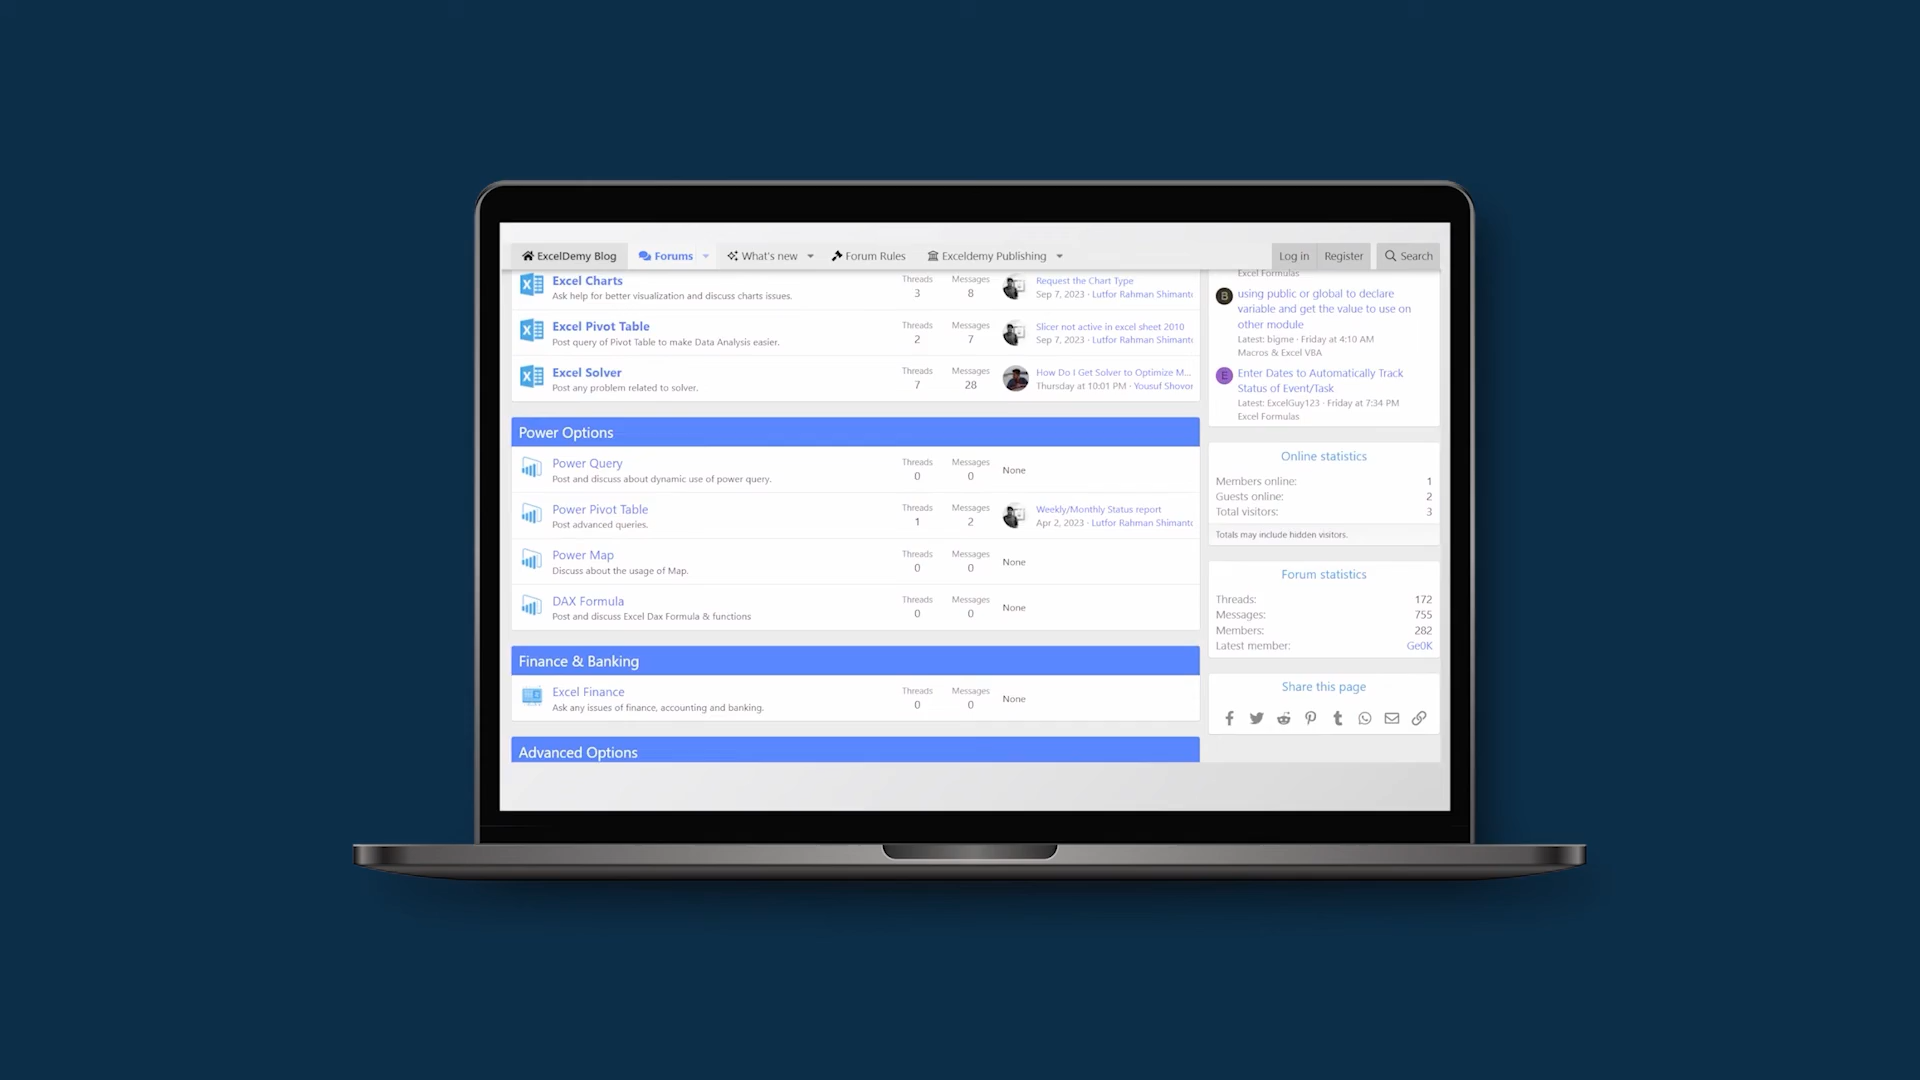 ExcelDemy Blog Forums What's new Forum Rules Exceldemy Publishing Log in Register Search
Excel Charts
Ask help for better visualization and discuss charts issues.
Threads
3
Messages
8
Request the Chart Type
Sep 7, 2023 · Lutfor Rahman Shimanto
Excel Pivot Table
Post query of Pivot Table to make Data Analysis easier.
Threads
2
Messages
7
Slicer not active in excel sheet 2010
Sep 7, 2023 · Lutfor Rahman Shimanto
Excel Solver
Post any problem related to solver.
Threads
7
Messages
28
How Do I Get Solver to Optimize M...
Thursday at 10:01 PM · Yousuf Shovon
Power Options
Power Query
Post and discuss about dynamic use of power query.
Threads
0
Messages
0
None
Power Pivot Table
Post advanced queries.
Threads
1
Messages
2
Weekly/Monthly Status report
Apr 2, 2023 · Lutfor Rahman Shimanto
Power Map
Discuss about the usage of Map.
Threads
0
Messages
0
None
DAX Formula
Post and discuss Excel Dax Formula & functions
Threads
0
Messages
0
None
Finance & Banking
Excel Finance
Ask any issues of finance, accounting and banking.
Threads
0
Messages
0
None
Advanced Options
Excel Formulas
B
using public or global to declare
variable and get the value to use on
other module
Latest: bigme · Friday at 4:10 AM
Macros & Excel VBA
E
Enter Dates to Automatically Track
Status of Event/Task
Latest: ExcelGuy123 · Friday at 7:34 PM
Excel Formulas
Online statistics
Members online: 1
Guests online: 2
Total visitors: 3
Totals may include hidden visitors.
Forum statistics
Threads: 172
Messages: 755
Members: 282
Latest member: Ge0K
Share this page